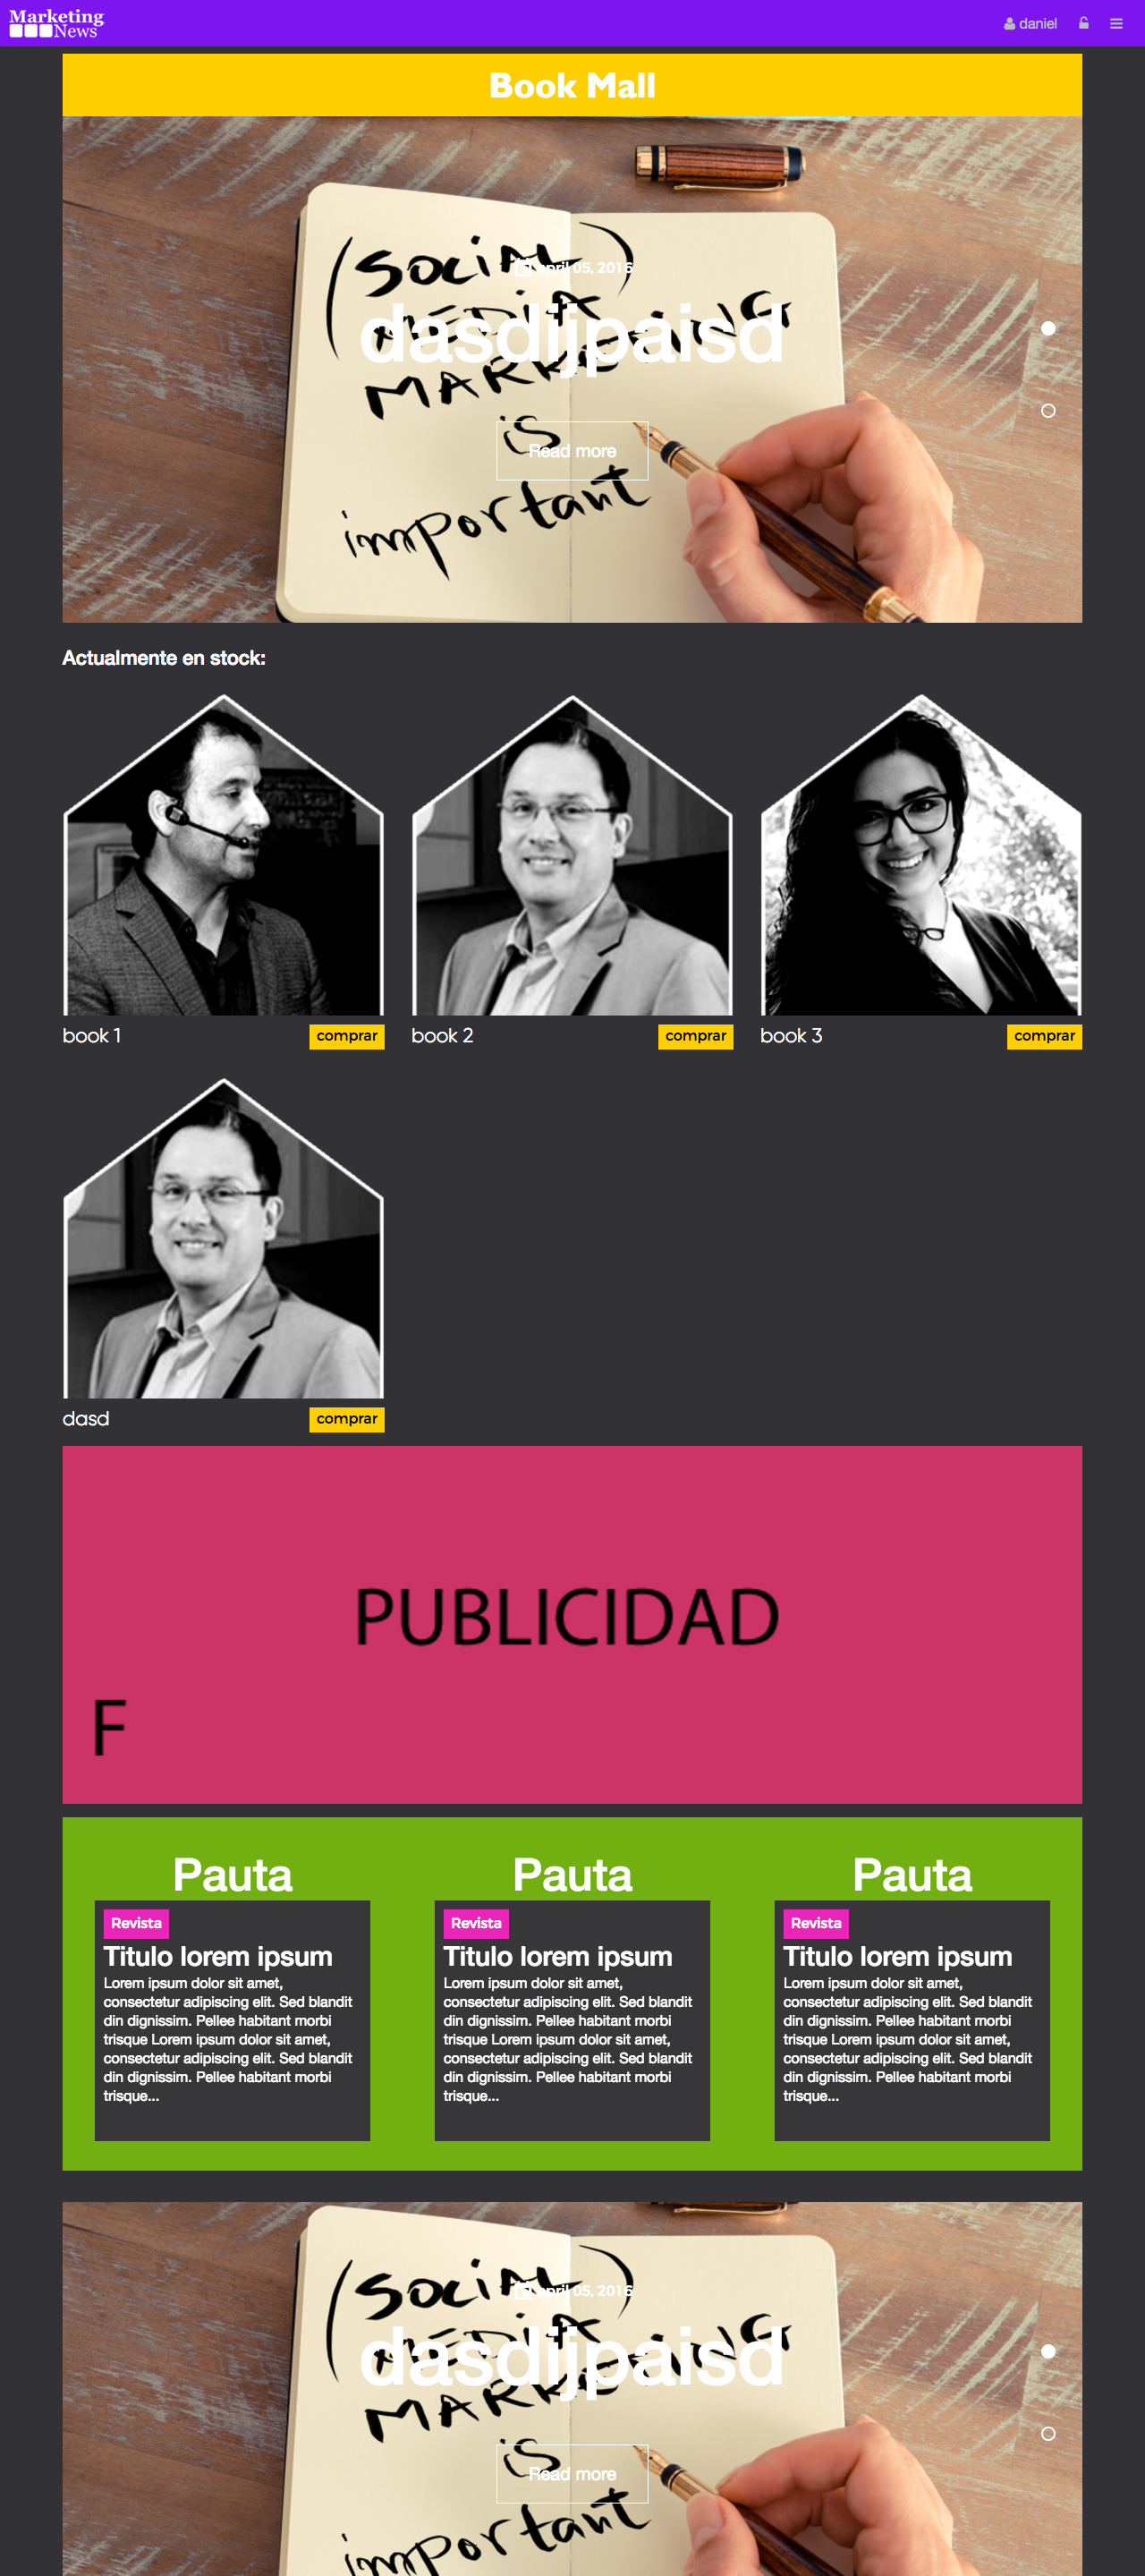 Marketing
News
daniel
Book Mall
(Social)
april 05, 2016
MEDIA
dasdijpaisd
MARKETING
is
Read more
important
Actualmente en stock:
book 1
comprar
book 2
comprar
book 3
comprar
dasd
comprar
PUBLICIDAD
F
Pauta
Revista
Titulo lorem ipsum
Lorem ipsum dolor sit amet,
consectetur adipiscing elit. Sed blandit
din dignissim. Pellee habitant morbi
trisque Lorem ipsum dolor sit amet,
consectetur adipiscing elit. Sed blandit
din dignissim. Pellee habitant morbi
trisque...
Pauta
Revista
Titulo lorem ipsum
Lorem ipsum dolor sit amet,
consectetur adipiscing elit. Sed blandit
din dignissim. Pellee habitant morbi
trisque Lorem ipsum dolor sit amet,
consectetur adipiscing elit. Sed blandit
din dignissim. Pellee habitant morbi
trisque...
Pauta
Revista
Titulo lorem ipsum
Lorem ipsum dolor sit amet,
consectetur adipiscing elit. Sed blandit
din dignissim. Pellee habitant morbi
trisque Lorem ipsum dolor sit amet,
consectetur adipiscing elit. Sed blandit
din dignissim. Pellee habitant morbi
trisque...
(Social)
april 05, 2016
MEDIA
dasdijpaisd
MARKETING
is
Read more
important